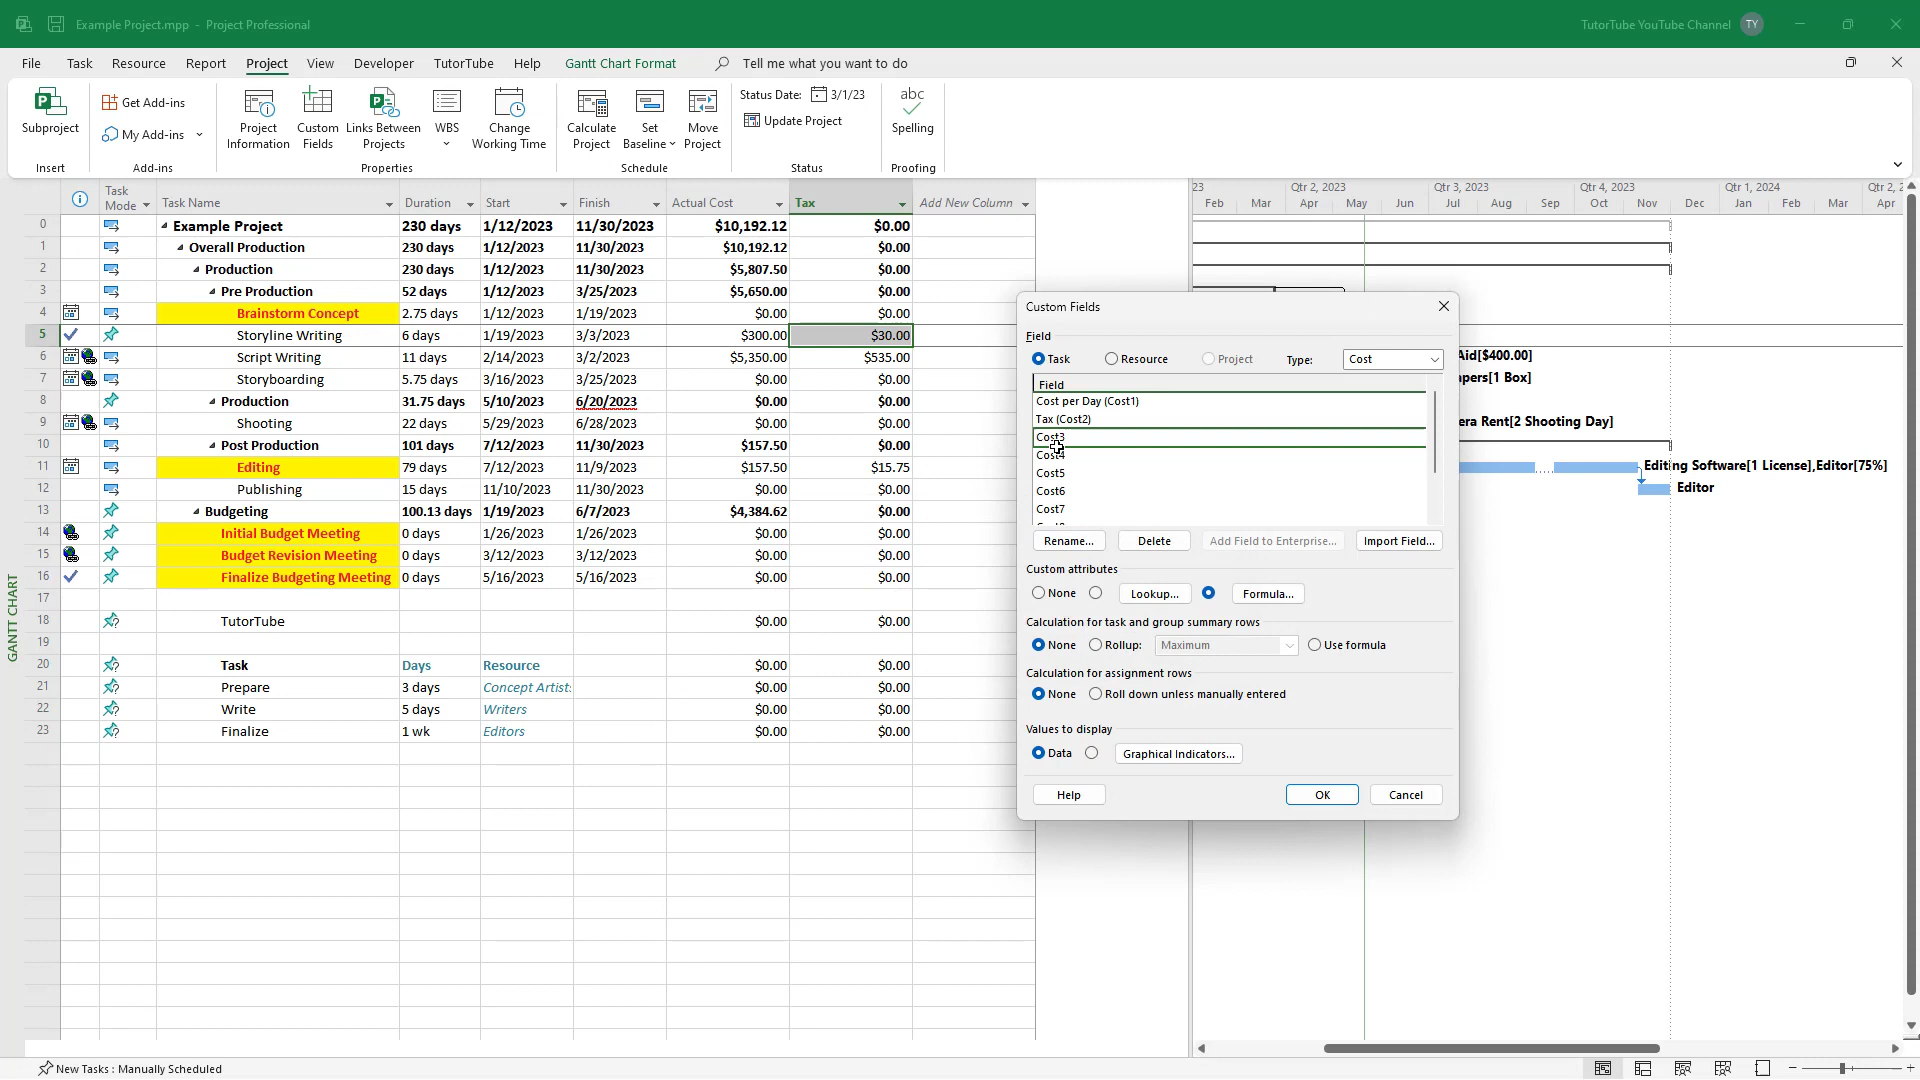 Example Project.mpp - Project Professional
TutorTube YouTube Channel TY
File Task Resource Report Project View Developer TutorTube Help Gantt Chart Format Tell me what you want to do
Subproject
Insert
Get Add-ins
My Add-ins
Add-ins
Project Information
Custom Fields
Links Between Projects
WBS
Change Working Time
Properties
Calculate Project
Set Baseline
Move Project
Schedule
Status Date: 3/1/23
Update Project
Status
abc
Spelling
Proofing
Task Mode Task Name Duration Start Finish Actual Cost Tax Add New Column
0 Example Project 230 days 1/12/2023 11/30/2023 $10,192.12 $0.00
1 Overall Production 230 days 1/12/2023 11/30/2023 $10,192.12 $0.00
2 Production 230 days 1/12/2023 11/30/2023 $5,807.50 $0.00
3 Pre Production 52 days 1/12/2023 3/25/2023 $5,650.00 $0.00
4 Brainstorm Concept 2.75 days 1/12/2023 1/19/2023 $0.00 $0.00
5 Storyline Writing 6 days 1/19/2023 3/3/2023 $300.00 $30.00
6 Script Writing 11 days 2/14/2023 3/2/2023 $5,350.00 $535.00
7 Storyboarding 5.75 days 3/16/2023 3/25/2023 $0.00 $0.00
8 Production 31.75 days 5/10/2023 6/20/2023 $0.00 $0.00
9 Shooting 22 days 5/29/2023 6/28/2023 $0.00 $0.00
10 Post Production 101 days 7/12/2023 11/30/2023 $157.50 $0.00
11 Editing 79 days 7/12/2023 11/9/2023 $157.50 $15.75
12 Publishing 15 days 11/10/2023 11/30/2023 $0.00 $0.00
13 Budgeting 100.13 days 1/19/2023 6/7/2023 $4,384.62 $0.00
14 Initial Budget Meeting 0 days 1/26/2023 1/26/2023 $0.00 $0.00
15 Budget Revision Meeting 0 days 3/12/2023 3/12/2023 $0.00 $0.00
16 Finalize Budgeting Meeting 0 days 5/16/2023 5/16/2023 $0.00 $0.00
17
18 TutorTube $0.00 $0.00
19
20 Task Days Resource $0.00 $0.00
21 Prepare 3 days Concept Artist: $0.00 $0.00
22 Write 5 days Writers $0.00 $0.00
23 Finalize 1 wk Editors $0.00 $0.00
GANTT CHART
23 Qtr 2, 2023 Qtr 3, 2023 Qtr 4, 2023 Qtr 1, 2024 Qtr 2, 2
Feb Mar Apr May Jun Jul Aug Sep Oct Nov Dec Jan Feb Mar Apr
Aid[$400.00]
apers[1 Box]
era Rent[2 Shooting Day]
Editing Software[1 License],Editor[75%]
Editor
Custom Fields
Field
Task Resource Project Type: Cost
Field
Cost per Day (Cost1)
Tax (Cost2)
Cost3
Cost4
Cost5
Cost6
Cost7
Rename... Delete Add Field to Enterprise... Import Field...
Custom attributes
None Lookup... Formula...
Calculation for task and group summary rows
None Rollup: Maximum Use formula
Calculation for assignment rows
None Roll down unless manually entered
Values to display
Data Graphical Indicators...
Help OK Cancel
New Tasks : Manually Scheduled